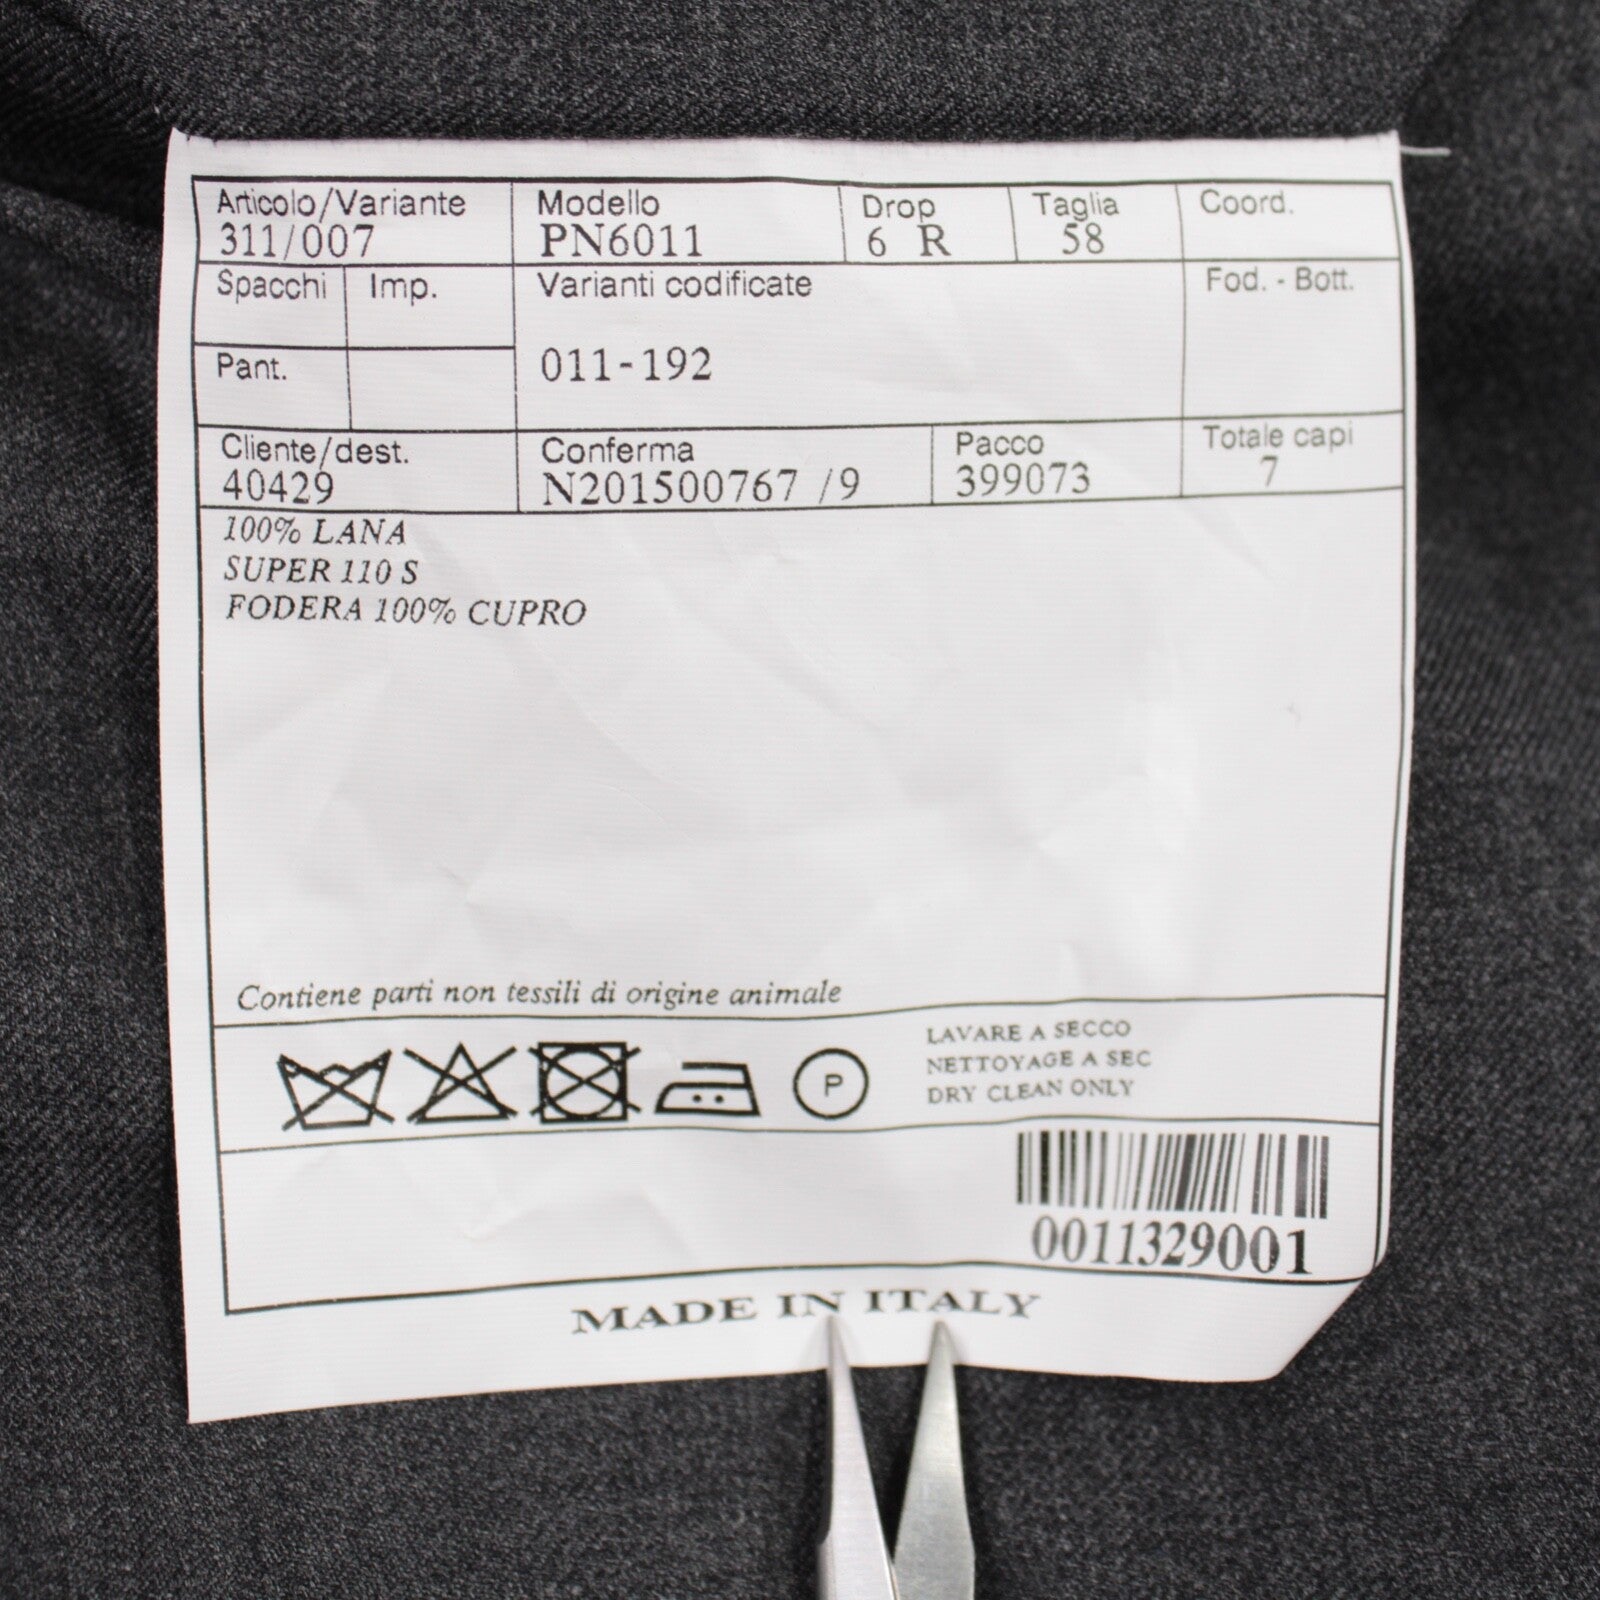 Articolo/Variante Modello Drop Taglia Coord.
311/007 PN6011 6 R 58
Spacchi Imp. Varianti codificate Fod. - Bott.
Pant. 011-192
Cliente/dest. Conferma Pacco Totale capi
40429 N201500767 /9 399073 7
100% LANA
SUPER 110 S
FODERA 100% CUPRO
Contiene parti non tessili di origine animale
P
LAVARE A SECCO
NETTOYAGE A SEC
DRY CLEAN ONLY
0011329001
MADE IN ITALY